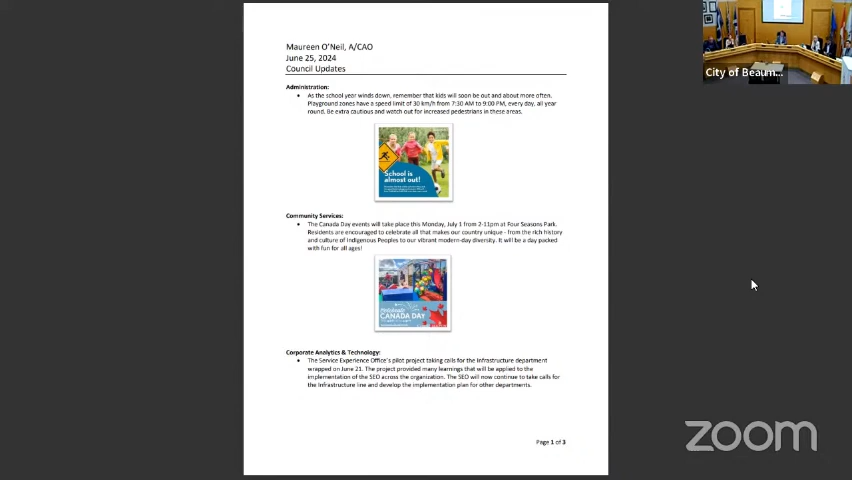 Maureen O'Neil, A/CAO
June 25, 2024
Council Updates
Administration:
• As the school year winds down, remember that kids will soon be out and about more often.
Playground zones have a speed limit of 30 km/h from 7:30 AM to 9:00 PM, every day, all year
round. Be extra cautious and watch out for increased pedestrians in these areas.
School is
almost out!
Community Services:
• The Canada Day events will take place this Monday, July 1 from 2-11pm at Four Seasons Park.
Residents are encouraged to celebrate all that makes our country unique - from the rich history
and culture of Indigenous Peoples to our vibrant modern-day diversity. It will be a day packed
with fun for all ages!
CANADA DAY
Corporate Analytics & Technology:
• The Service Experience Office's pilot project taking calls for the Infrastructure department
wrapped on June 21. The project provided many learnings that will be applied to the
implementation of the SEO across the organization. The SEO will now continue to take calls for
the Infrastructure line and develop the implementation plan for other departments.
Page 1 of 3
City of Beaum...
zoom